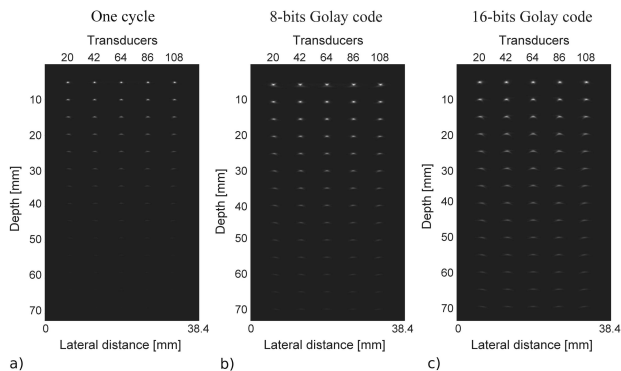 One cycle
Transducers
20 42 64 86 108
10
20
30
40
50
60
70
Depth [mm]
0 38.4
Lateral distance [mm]
a)
8-bits Golay code
Transducers
20 42 64 86 108
10
20
30
40
50
60
70
Depth [mm]
0 38.4
Lateral distance [mm]
b)
16-bits Golay code
Transducers
20 42 64 86 108
10
20
30
40
50
60
70
Depth [mm]
0 38.4
Lateral distance [mm]
c)